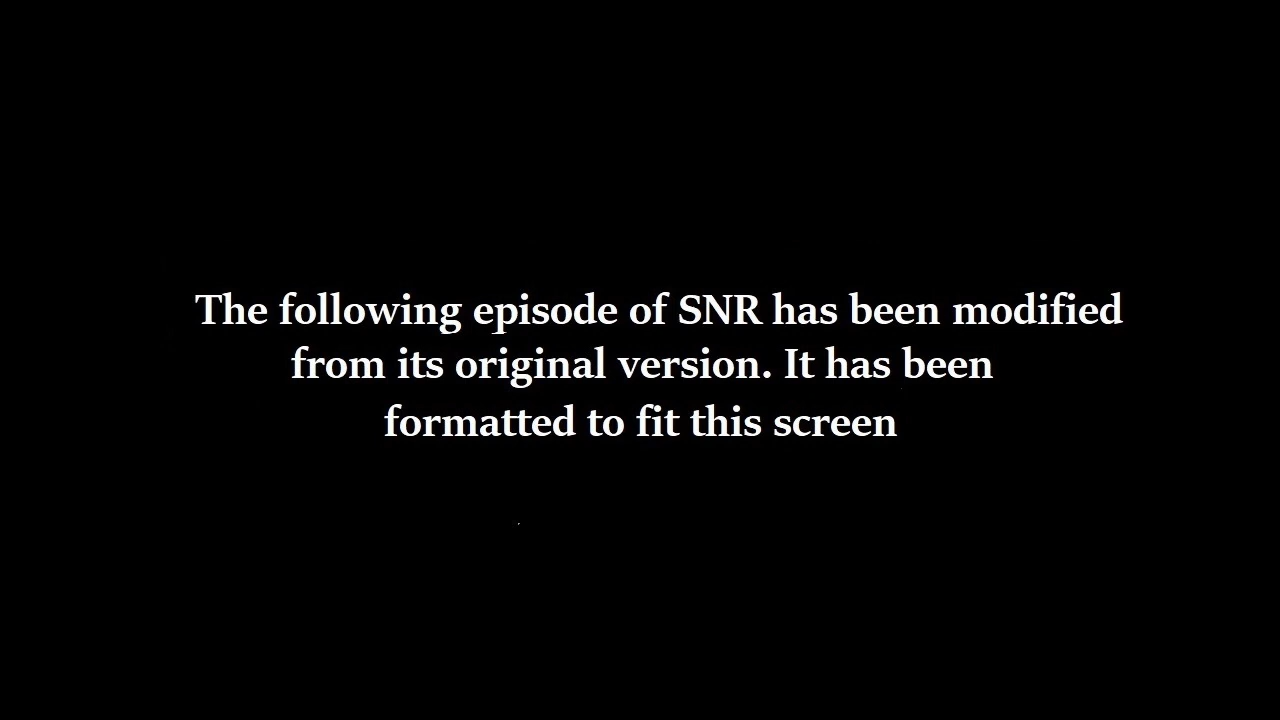 The following episode of SNR has been modified
from its original version. It has been
formatted to fit this screen